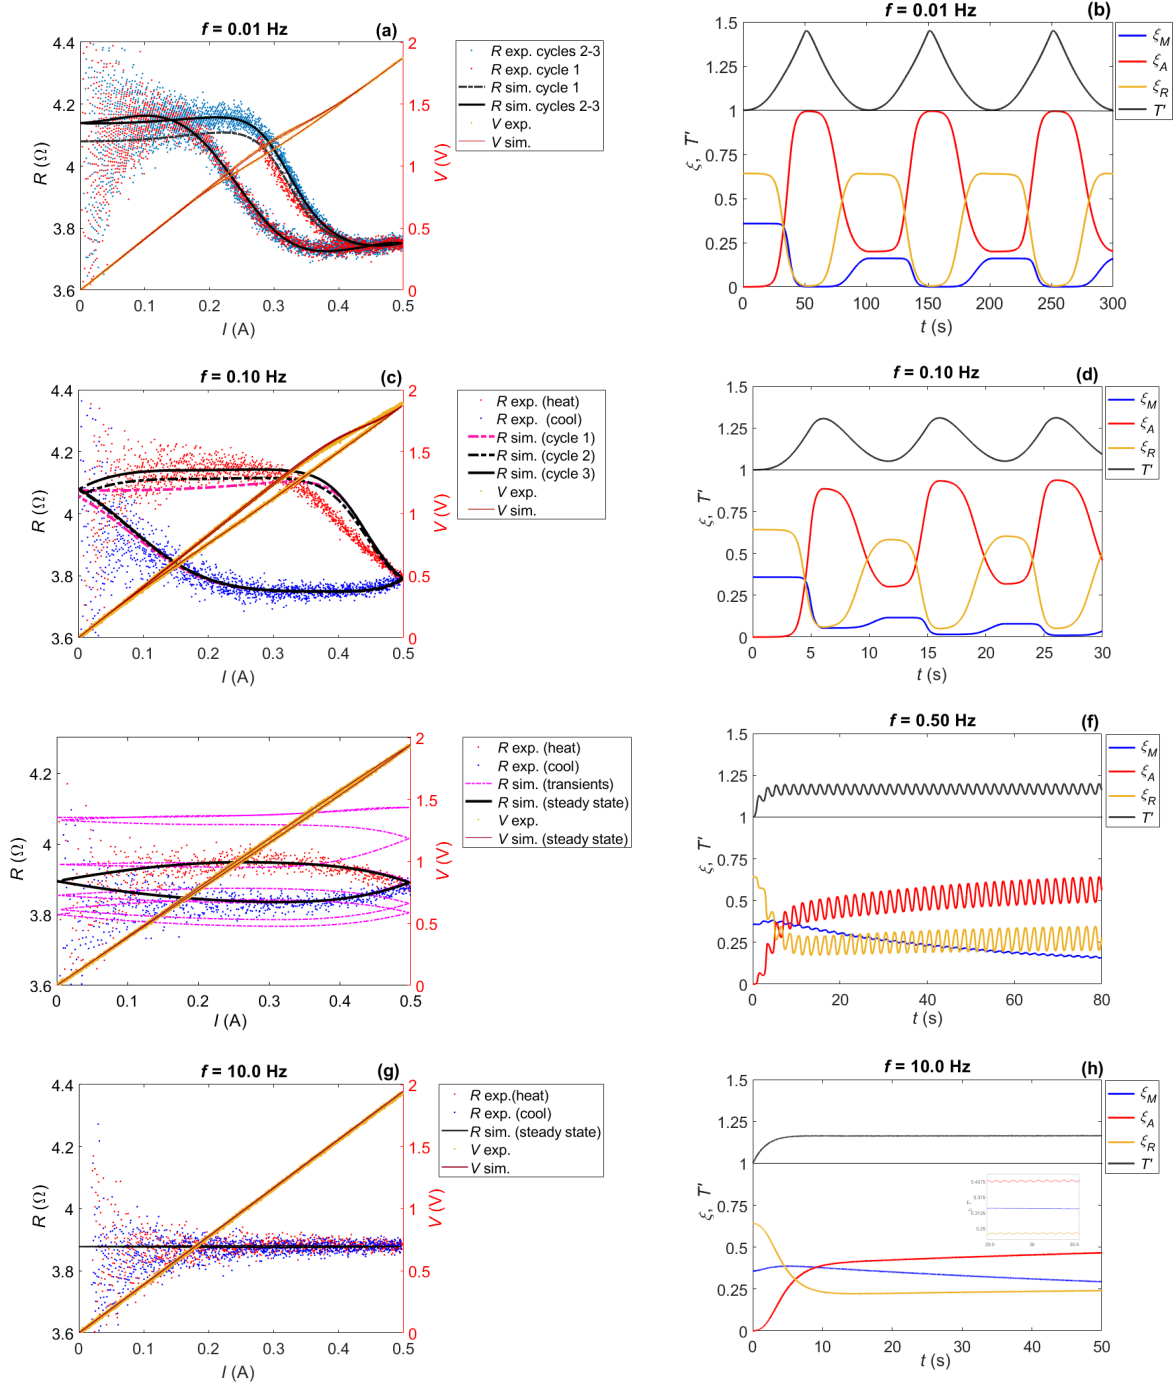 f = 0.01 Hz
(a)
4.4
4.2
4
3.8
3.6
R (Ω)
0
0.1
0.2
0.3
0.4
0.5
I (A)
2
1.5
1
0.5
0
V (V)
R exp. cycles 2-3
R exp. cycle 1
R sim. cycle 1
R sim. cycles 2-3
V exp.
V sim.
f = 0.01 Hz
(b)
1.5
1.25
1
0.75
0.5
0.25
0
ξ, T'
0
50
100
150
200
250
300
t (s)
ξM
ξA
ξR
T'
f = 0.10 Hz
(c)
4.4
4.2
4
3.8
3.6
R (Ω)
0
0.1
0.2
0.3
0.4
0.5
I (A)
2
1.5
1
0.5
0
V (V)
R exp. (heat)
R exp. (cool)
R sim. (cycle 1)
R sim. (cycle 2)
R sim. (cycle 3)
V exp.
V sim.
f = 0.10 Hz
(d)
1.5
1.25
1
0.75
0.5
0.25
0
ξ, T'
0
5
10
15
20
25
30
t (s)
ξM
ξA
ξR
T'
4.2
4
3.8
3.6
R (Ω)
0
0.1
0.2
0.3
0.4
0.5
I (A)
2
1.5
1
0.5
0
V (V)
R exp. (heat)
R exp. (cool)
R sim. (transients)
R sim. (steady state)
V exp.
V sim. (steady state)
f = 0.50 Hz
(f)
1.5
1.25
1
0.75
0.5
0.25
0
ξ, T'
0
20
40
60
80
t (s)
ξM
ξA
ξR
T'
f = 10.0 Hz
(g)
4.4
4.2
4
3.8
3.6
R (Ω)
0
0.1
0.2
0.3
0.4
0.5
I (A)
2
1.5
1
0.5
0
V (V)
R exp.(heat)
R exp. (cool)
R sim. (steady state)
V exp.
V sim.
f = 10.0 Hz
(h)
1.5
1.25
1
0.75
0.5
0.25
0
ξ, T'
0
10
20
30
40
50
t (s)
0.4375
0.375
0.3125
0.25
ξM
ξA
ξR
T'